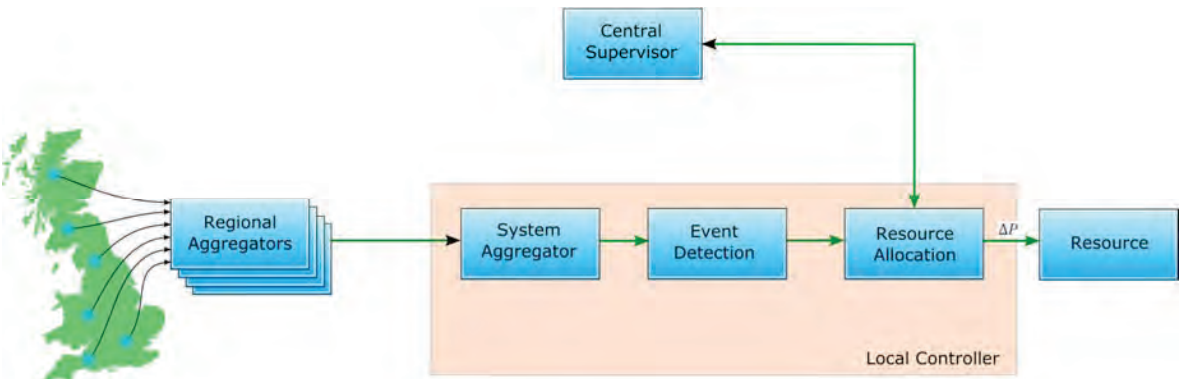 Central
Supervisor
Regional
Aggregators
System
Aggregator
Event
Detection
Resource
Allocation
ΔP
Resource
Local Controller